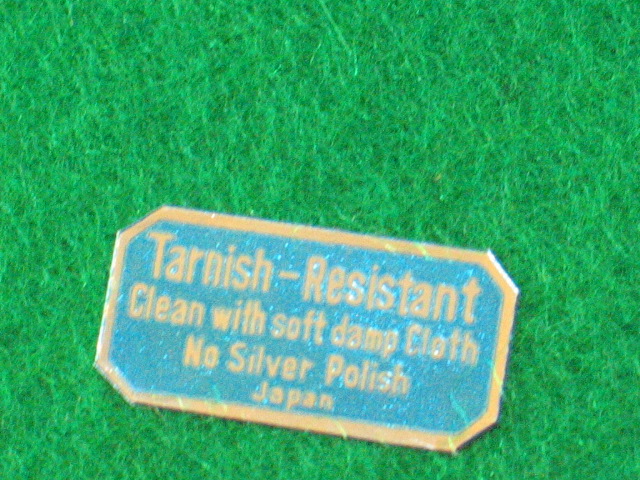 Tarnish-Resistant
Clean with soft damp Cloth
No Silver Polish
Japan